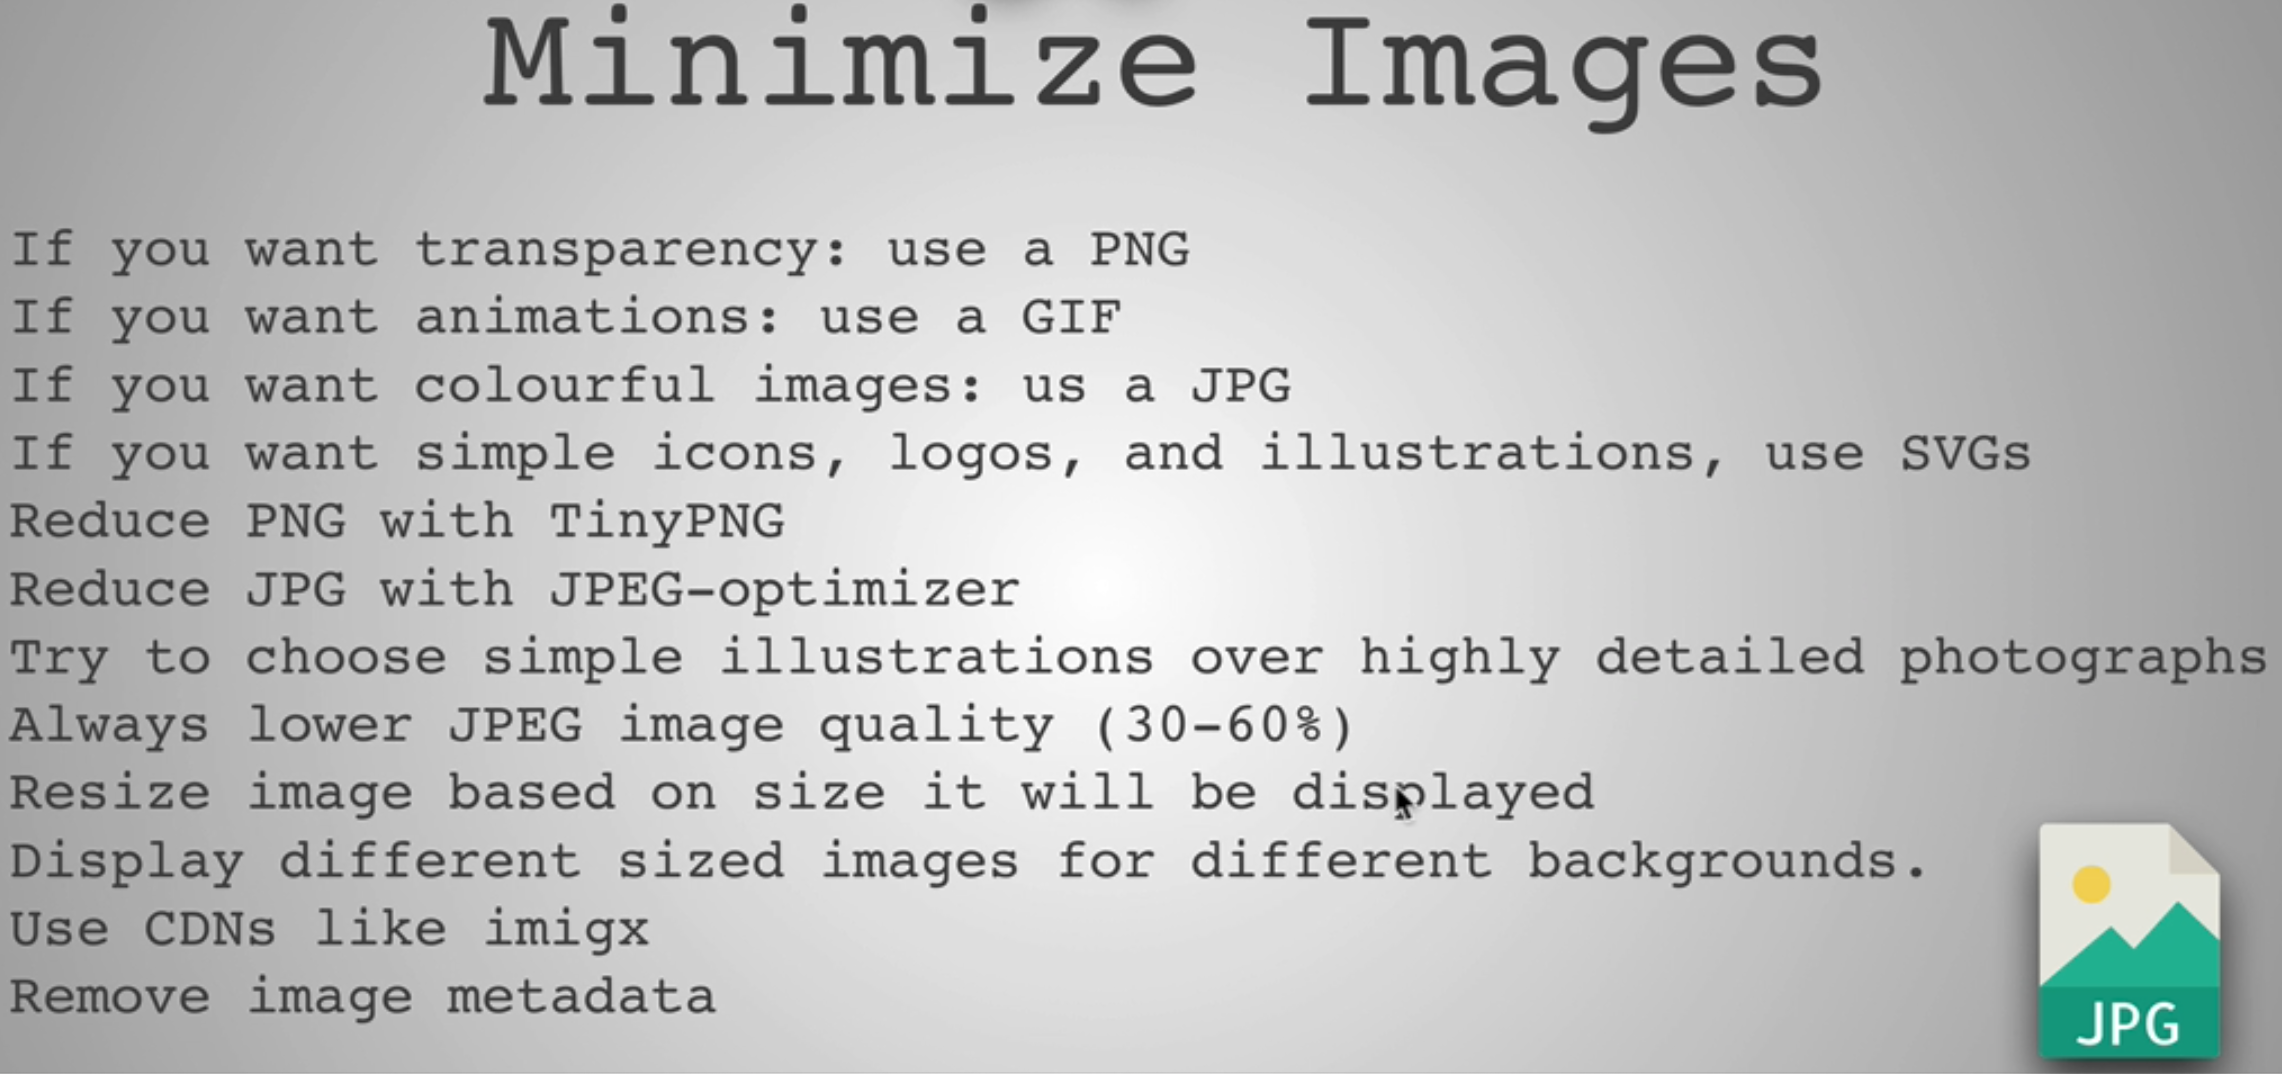 Minimize Images
If you want transparency: use a PNG
If you want animations: use a GIF
If you want colourful images: us a JPG
If you want simple icons, logos, and illustrations, use SVGs
Reduce PNG with TinyPNG
Reduce JPG with JPEG-optimizer
Try to choose simple illustrations over highly detailed photographs
Always lower JPEG image quality (30-60%)
Resize image based on size it will be displayed
Display different sized images for different backgrounds.
Use CDNs like imigx
Remove image metadata
JPG